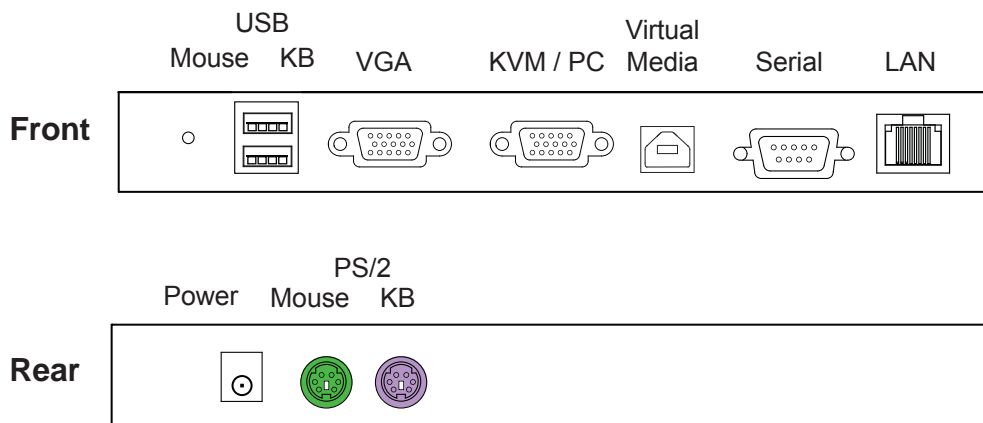 USB
Mouse KB
VGA
KVM / PC
Virtual
Media
Serial
LAN
Front
PS/2
Power
Mouse KB
Rear